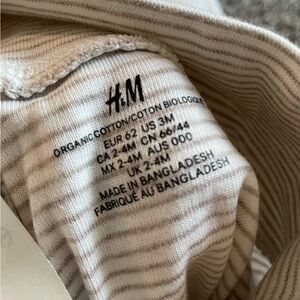 H&M
ORGANIC COTTON/COTON BIOLOGIQUE
EUR 62 US 3M
CA 2-4M CN 66/44
MX 2-4M AUS 000
UK 2-4M
MADE IN BANGLADESH
FABRIQUÉ AU BANGLADESH